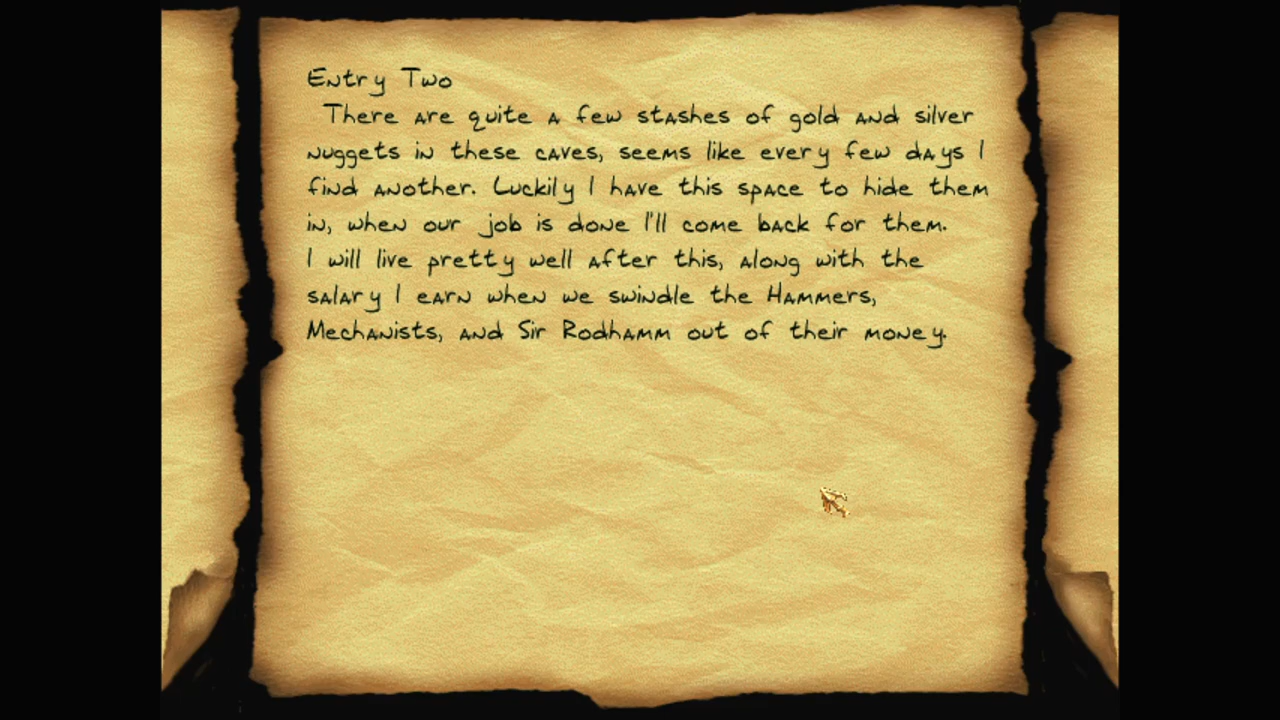 Entry Two
There are quite a few stashes of gold and silver
nuggets in these caves, seems like every few days I
find another. Luckily I have this space to hide them
in, when our job is done I'll come back for them.
I will live pretty well after this, along with the
salary I earn when we swindle the Hammers,
Mechanists, and Sir Rodhamm out of their money.